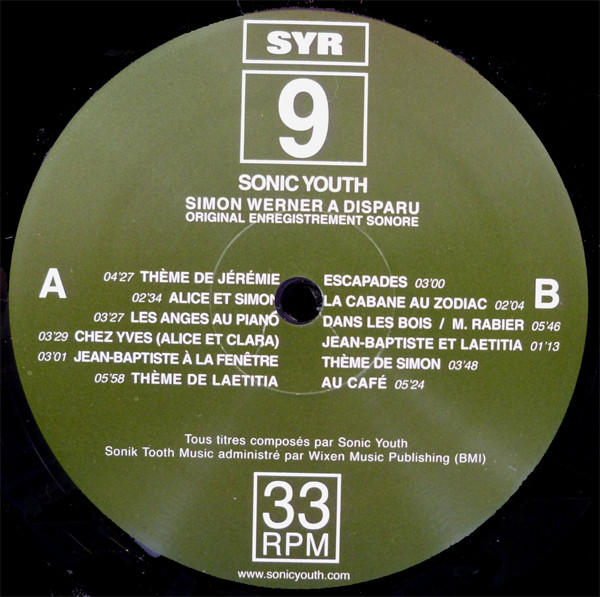 SYR
9
SONIC YOUTH
SIMON WERNER A DISPARU
ORIGINAL ENREGISTREMENT SONORE
A
04'27 THÈME DE JÉRÉMIE
02'34 ALICE ET SIMON
03'27 LES ANGES AU PIANO
03'29 CHEZ YVES (ALICE ET CLARA)
03'01 JEAN-BAPTISTE À LA FENÊTRE
05'58 THÈME DE LAETITIA
B
ESCAPADES 03'00
LA CABANE AU ZODIAC 02'04
DANS LES BOIS / M. RABIER 05'46
JEAN-BAPTISTE ET LAETITIA 01'13
THÈME DE SIMON 03'48
AU CAFÉ 05'24
Tous titres composés par Sonic Youth
Sonik Tooth Music administré par Wixen Music Publishing (BMI)
33
RPM
www.sonicyouth.com